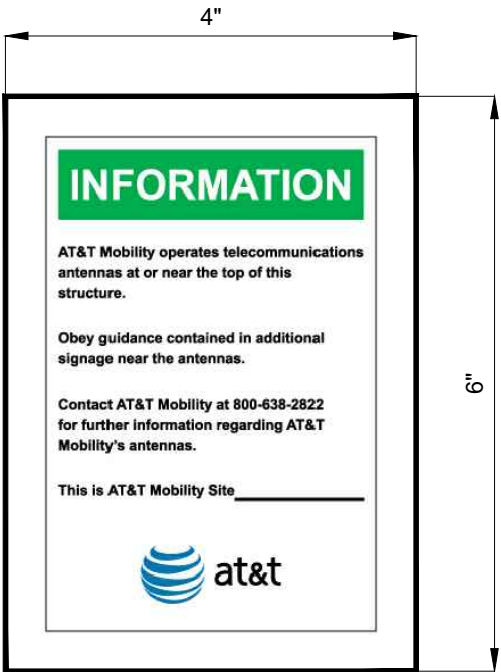 4"
INFORMATION
AT&T Mobility operates telecommunications
antennas at or near the top of this
structure.
Obey guidance contained in additional
signage near the antennas.
Contact AT&T Mobility at 800-638-2822
for further information regarding AT&T
Mobility's antennas.
This is AT&T Mobility Site
at&t
6"